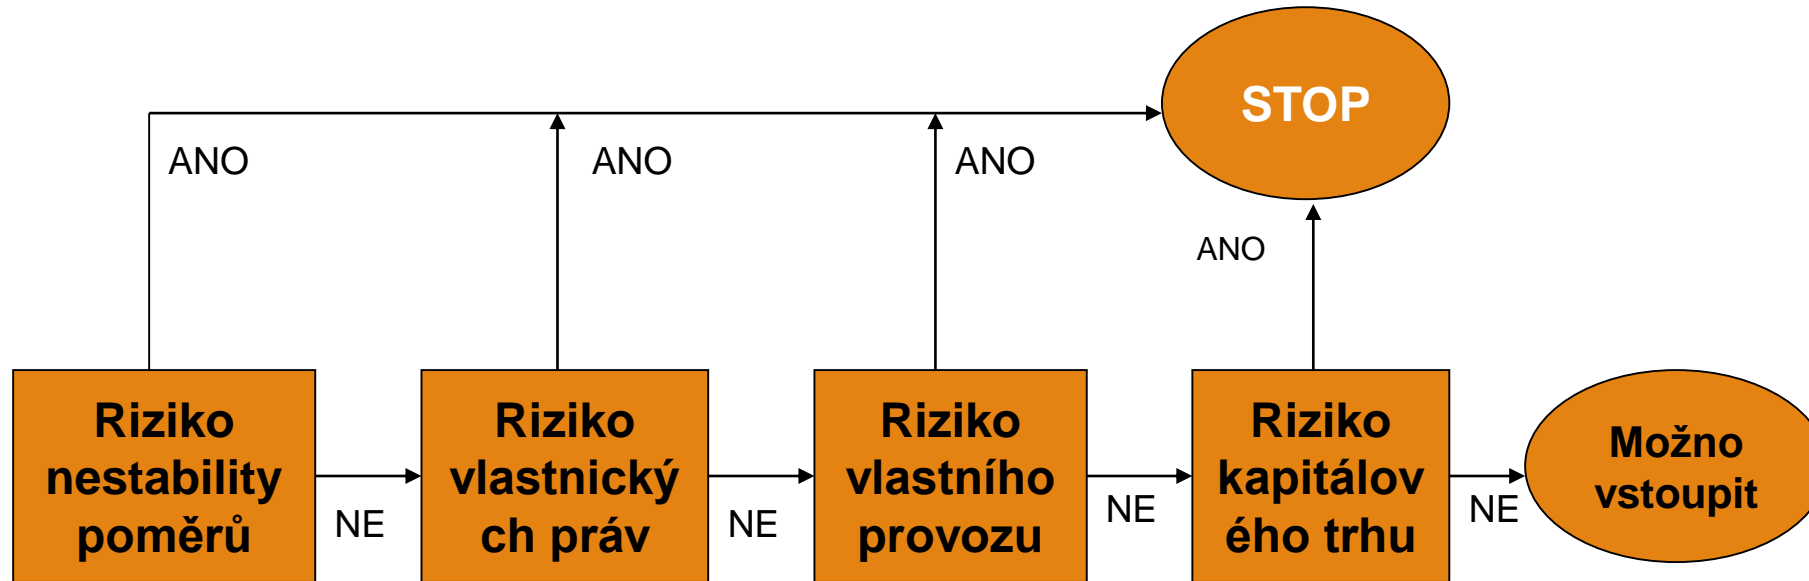 STOP
ANO
ANO
ANO
ANO
Riziko
nestability
poměrů
NE
Riziko
vlastnický
ch práv
NE
Riziko
vlastního
provozu
NE
Riziko
kapitálov
ého trhu
NE
Možno
vstoupit